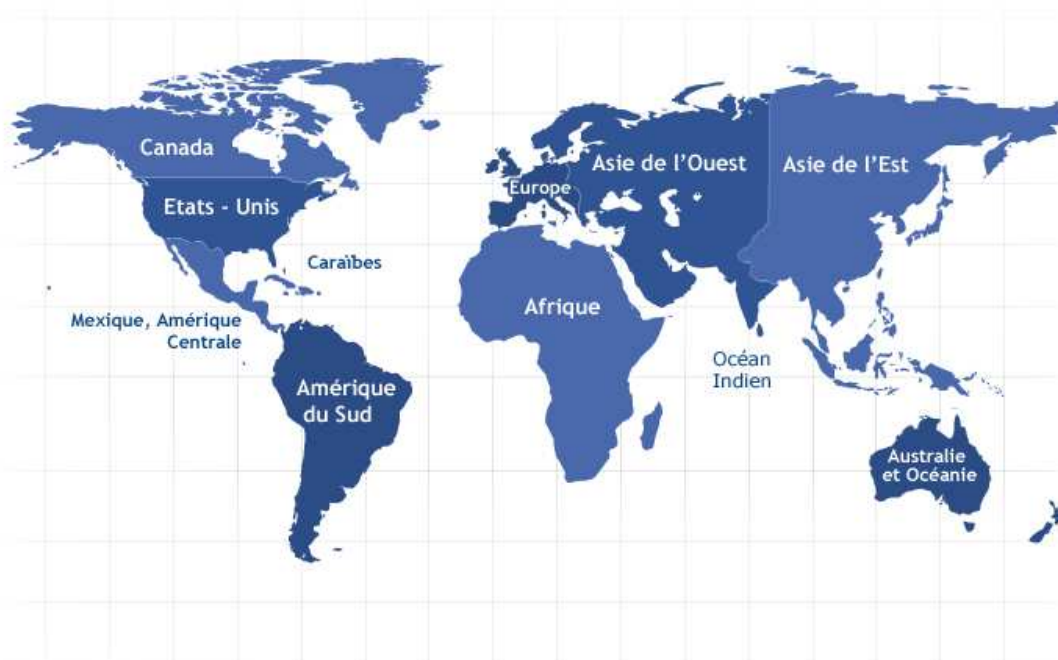 Canada
Asie de l'Ouest
Asie de l'Est
Europe
Etats - Unis
Caraïbes
Afrique
Mexique, Amérique
Centrale
Océan
Indien
Amérique
du Sud
Australie
et Océanie